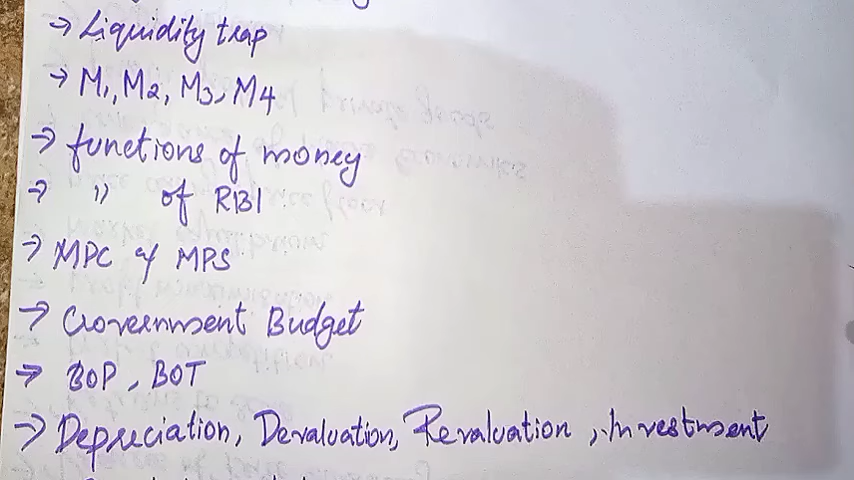 → Liquidity trap
→ M1, M2, M3, M4
→ functions of money
→ " of RBI
→ MPC & MPS
→ Government Budget
→ BOP, BOT
→ Depreciation, Devaluation, Revaluation, Investment